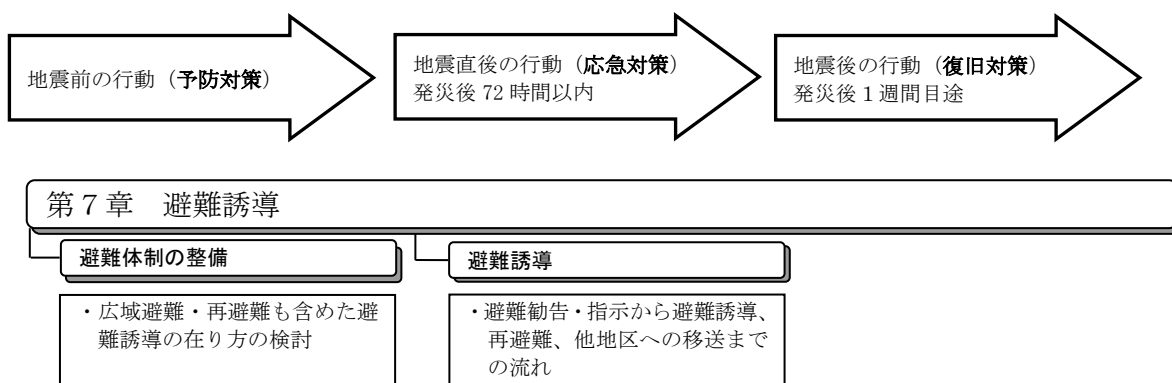 地震前の行動（予防対策）
地震直後の行動（応急対策）
発災後 72 時間以内
地震後の行動（復旧対策）
発災後 1 週間目途
第７章　避難誘導
避難体制の整備
・広域避難・再避難も含めた避
難誘導の在り方の検討
避難誘導
・避難勧告・指示から避難誘導、
再避難、他地区への移送まで
の流れ